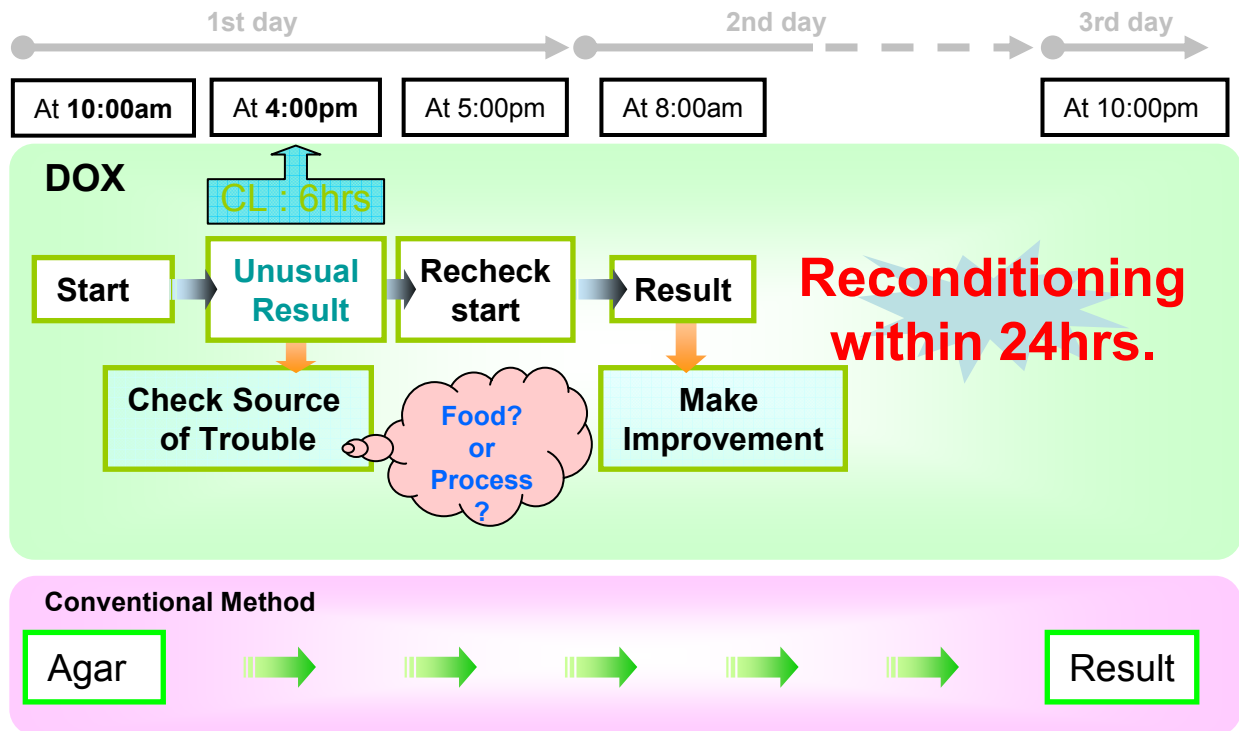 1st day
2nd day
3rd day
At 10:00am
At 4:00pm
At 5:00pm
At 8:00am
At 10:00pm
DOX
CL : 6hrs
Start
Unusual
Result
Recheck
start
Result
Reconditioning
within 24hrs.
Check Source
of Trouble
Food?
or
Process
?
Make
Improvement
Conventional Method
Agar
Result